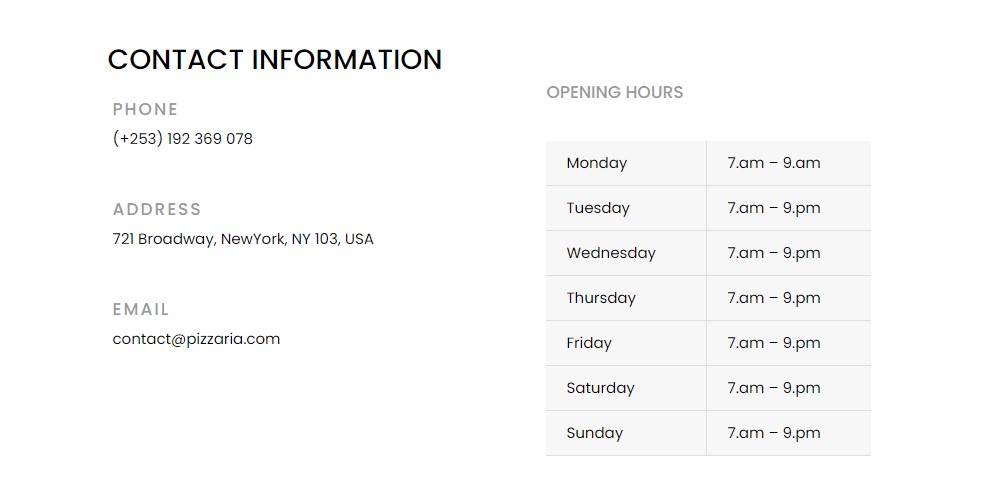 CONTACT INFORMATION
PHONE
(+253) 192 369 078
ADDRESS
721 Broadway, NewYork, NY 103, USA
EMAIL
contact@pizzaria.com
OPENING HOURS
Monday 7.am – 9.am
Tuesday 7.am – 9.pm
Wednesday 7.am – 9.pm
Thursday 7.am – 9.pm
Friday 7.am – 9.pm
Saturday 7.am – 9.pm
Sunday 7.am – 9.pm